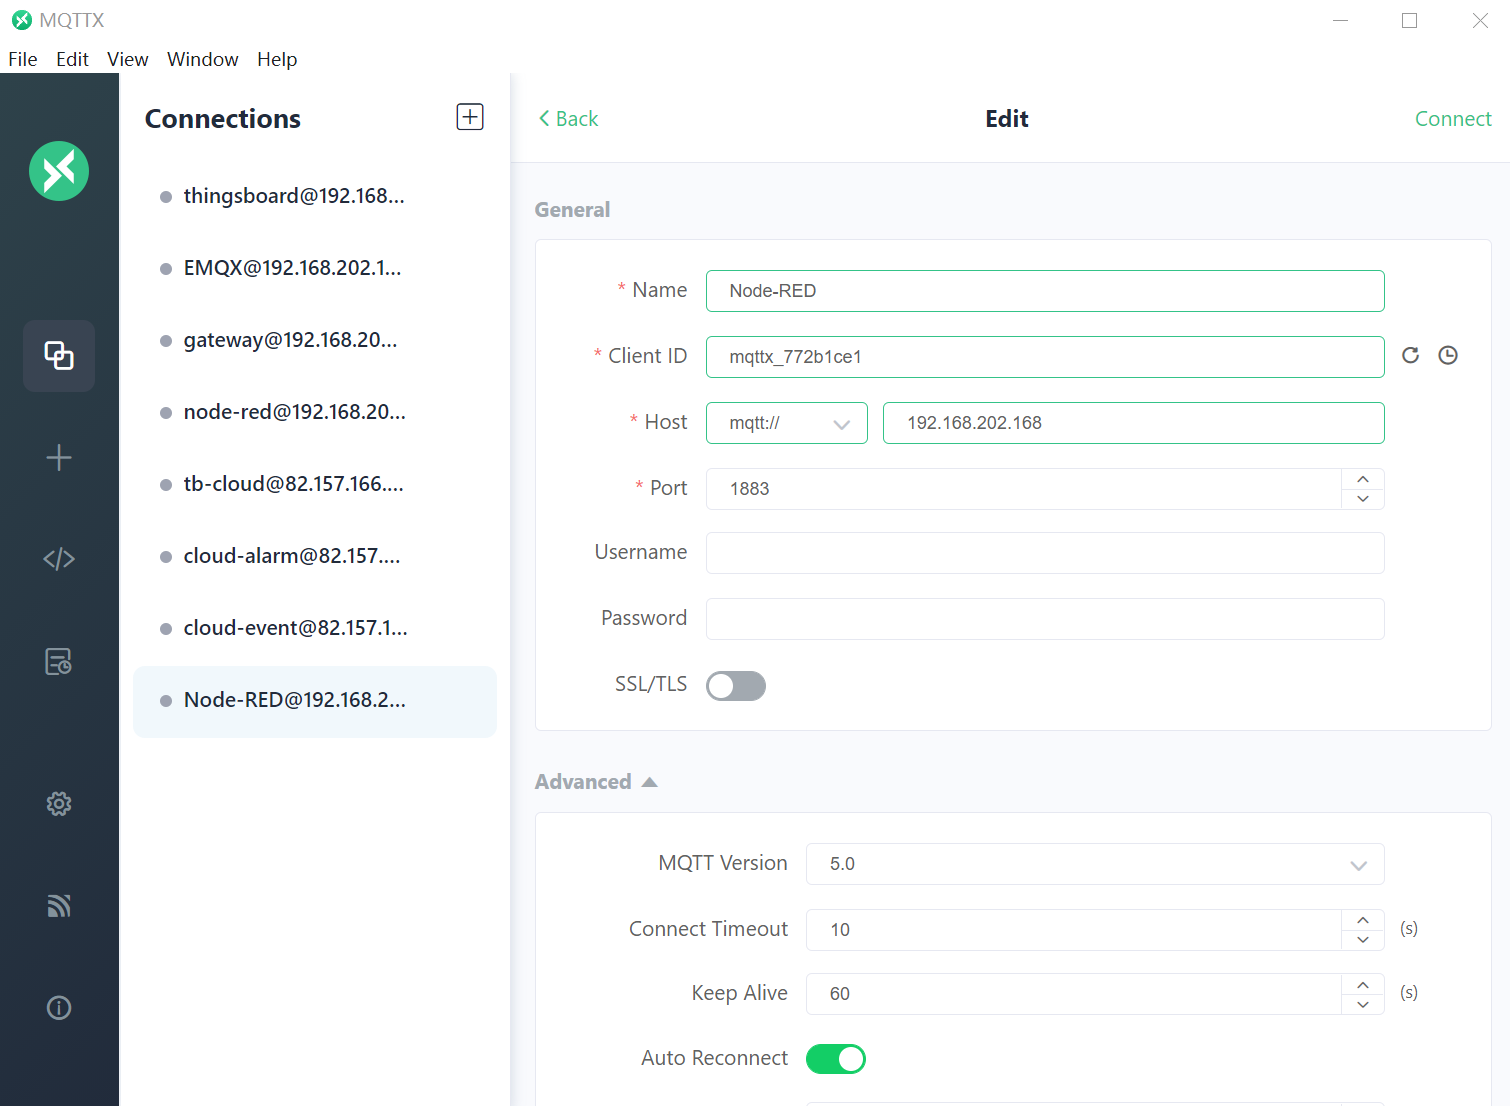 MQTTX
File Edit View Window Help
Connections
thingsboard@192.168...
EMQX@192.168.202.1...
gateway@192.168.20...
node-red@192.168.20...
tb-cloud@82.157.166....
cloud-alarm@82.157....
cloud-event@82.157.1...
Node-RED@192.168.2...
Back
Edit
Connect
General
* Name Node-RED
* Client ID mqttx_772b1ce1
* Host mqtt:// 192.168.202.168
* Port 1883
Username
Password
SSL/TLS
Advanced
MQTT Version 5.0
Connect Timeout 10 (s)
Keep Alive 60 (s)
Auto Reconnect